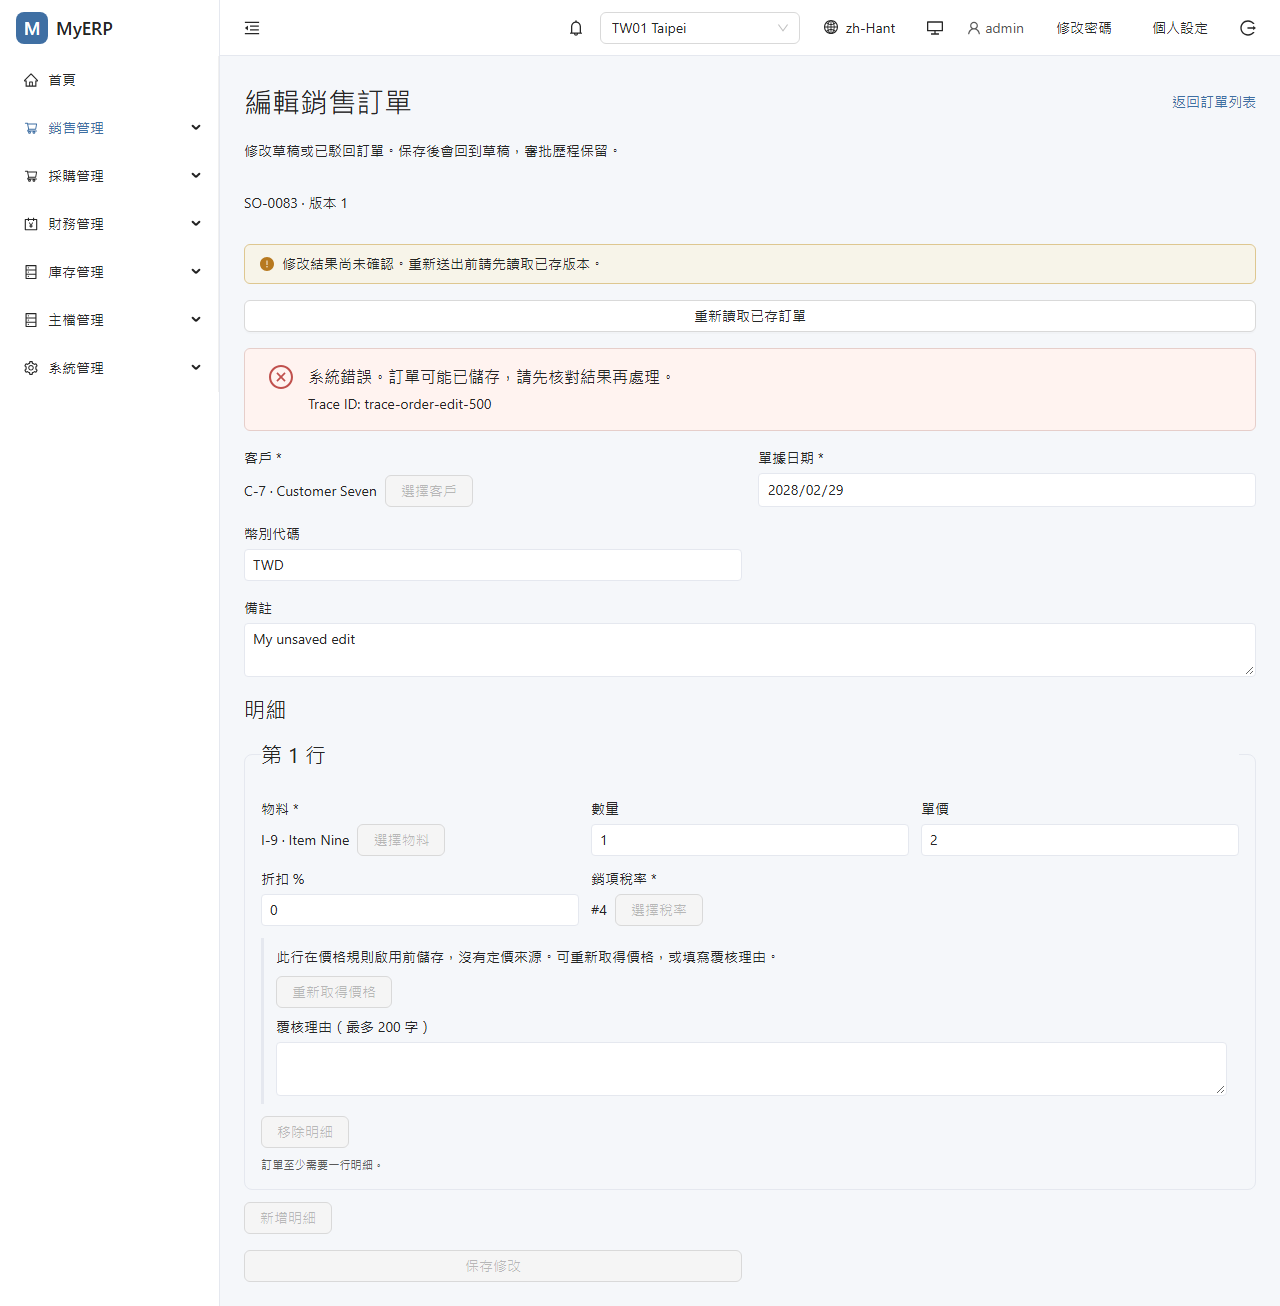 M MyERP
TW01 Taipei
zh-Hant
admin
修改密碼
個人設定
首頁
銷售管理
採購管理
財務管理
庫存管理
主檔管理
系統管理
編輯銷售訂單
返回訂單列表
修改草稿或已駁回訂單。保存後會回到草稿，審批歷程保留。
SO-0083 · 版本 1
修改結果尚未確認。重新送出前請先讀取已存版本。
重新讀取已存訂單
系統錯誤。訂單可能已儲存，請先核對結果再處理。
Trace ID: trace-order-edit-500
客戶 *
單據日期 *
C-7 · Customer Seven
選擇客戶
2028/02/29
幣別代碼
TWD
備註
My unsaved edit
明細
第 1 行
物料 *
數量
單價
I-9 · Item Nine
選擇物料
1
2
折扣 %
銷項稅率 *
0
#4
選擇稅率
此行在價格規則啟用前儲存，沒有定價來源。可重新取得價格，或填寫覆核理由。
重新取得價格
覆核理由（最多 200 字）
移除明細
訂單至少需要一行明細。
新增明細
保存修改